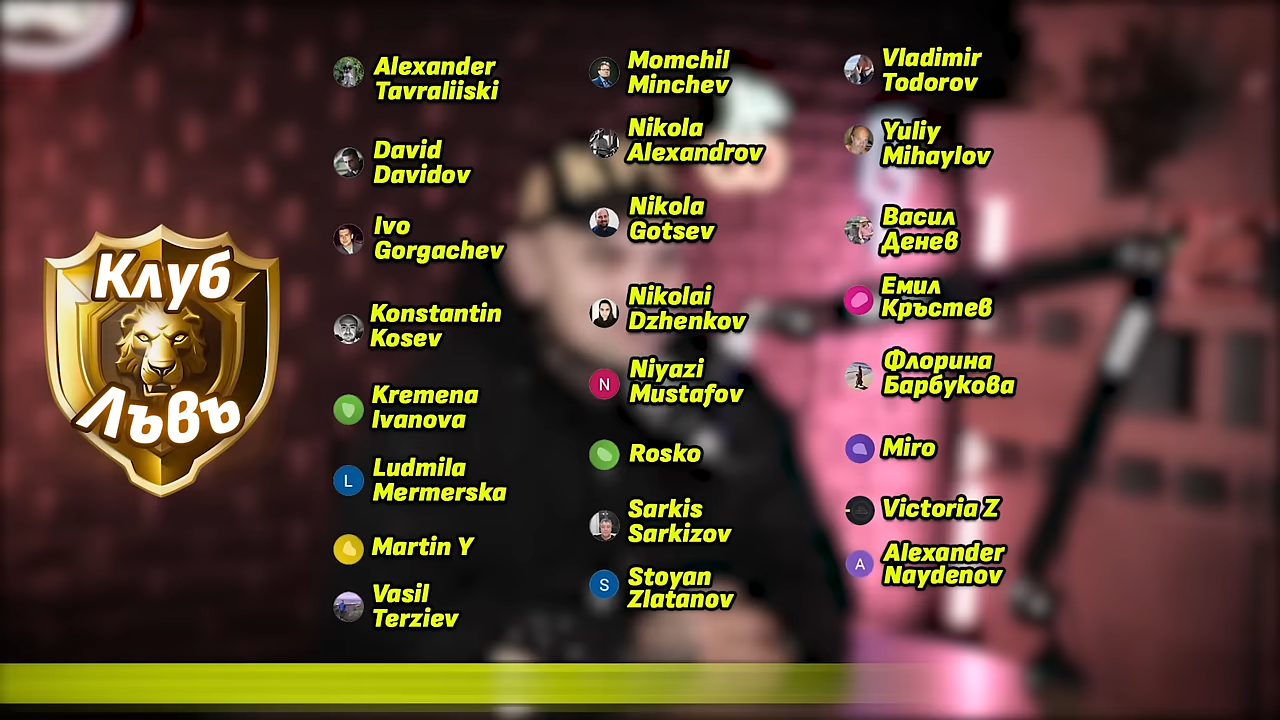 Клуб
Лъвъ
Alexander
Tavraliiski
David
Davidov
Ivo
Gorgachev
Konstantin
Kosev
Kremena
Ivanova
L
Ludmila
Mermerska
Martin Y
Vasil
Terziev
Momchil
Minchev
Nikola
Alexandrov
Nikola
Gotsev
Nikolai
Dzhenkov
N
Niyazi
Mustafov
Rosko
Sarkis
Sarkizov
S
Stoyan
Zlatanov
Vladimir
Todorov
Yuliy
Mihaylov
Васил
Денев
Емил
Кръстев
Флорина
Барбукова
Miro
Victoria Z
A
Alexander
Naydenov